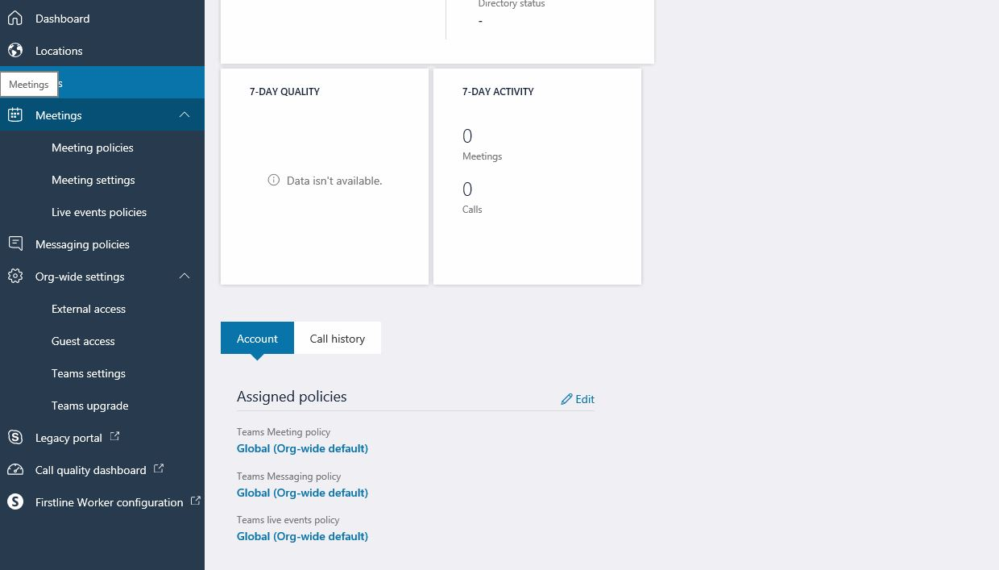 Dashboard
Locations
Meetings
s
Meetings
Meeting policies
Meeting settings
Live events policies
Messaging policies
Org-wide settings
External access
Guest access
Teams settings
Teams upgrade
Legacy portal
Call quality dashboard
Firstline Worker configuration
Directory status
-
7-DAY QUALITY
Data isn't available.
7-DAY ACTIVITY
0
Meetings
0
Calls
Account
Call history
Assigned policies
Edit
Teams Meeting policy
Global (Org-wide default)
Teams Messaging policy
Global (Org-wide default)
Teams live events policy
Global (Org-wide default)